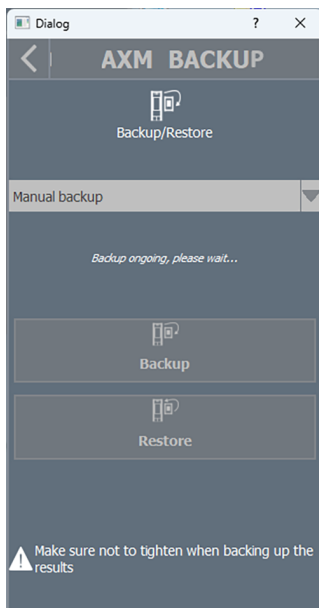 Dialog ?
AXM BACKUP
Backup/Restore
Manual backup
Backup ongoing, please wait...
Backup
Restore
Make sure not to tighten when backing up the
results